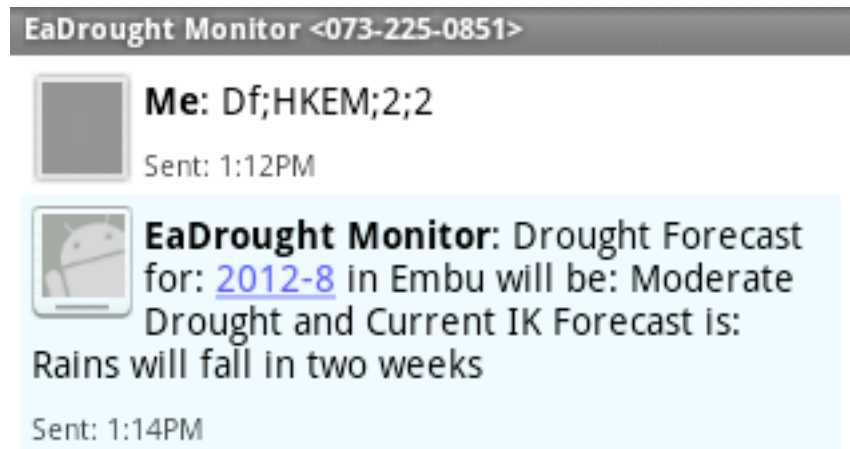 EaDrought Monitor <073-225-0851>
Me: Df;HKEM;2;2
Sent: 1:12PM
EaDrought Monitor: Drought Forecast
for: 2012-8 in Embu will be: Moderate
Drought and Current IK Forecast is:
Rains will fall in two weeks
Sent: 1:14PM